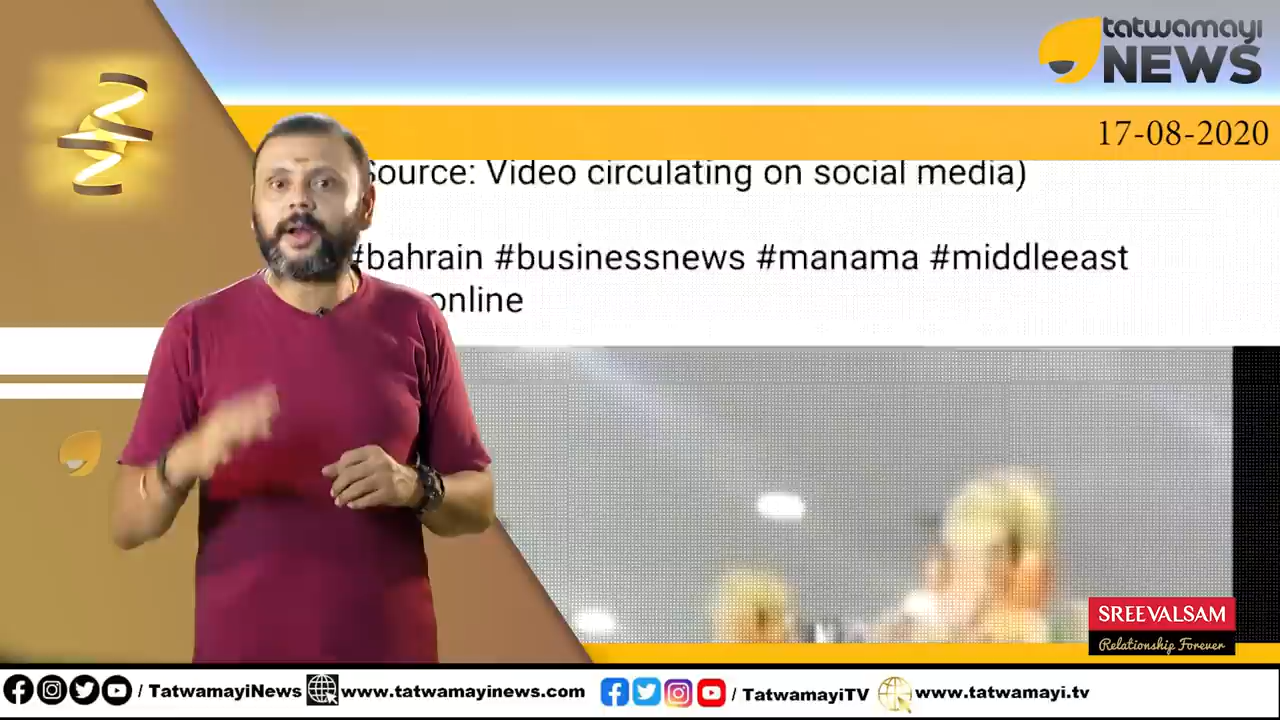 tatwamayi
NEWS
17-08-2020
Source: Video circulating on social media)
#bahrain #businessnews #manama #middleeast
online
SREEVALSAM
Relationship Forever
/ TatwamayiNews www.tatwamayinews.com / TatwamayiTV www.tatwamayi.tv